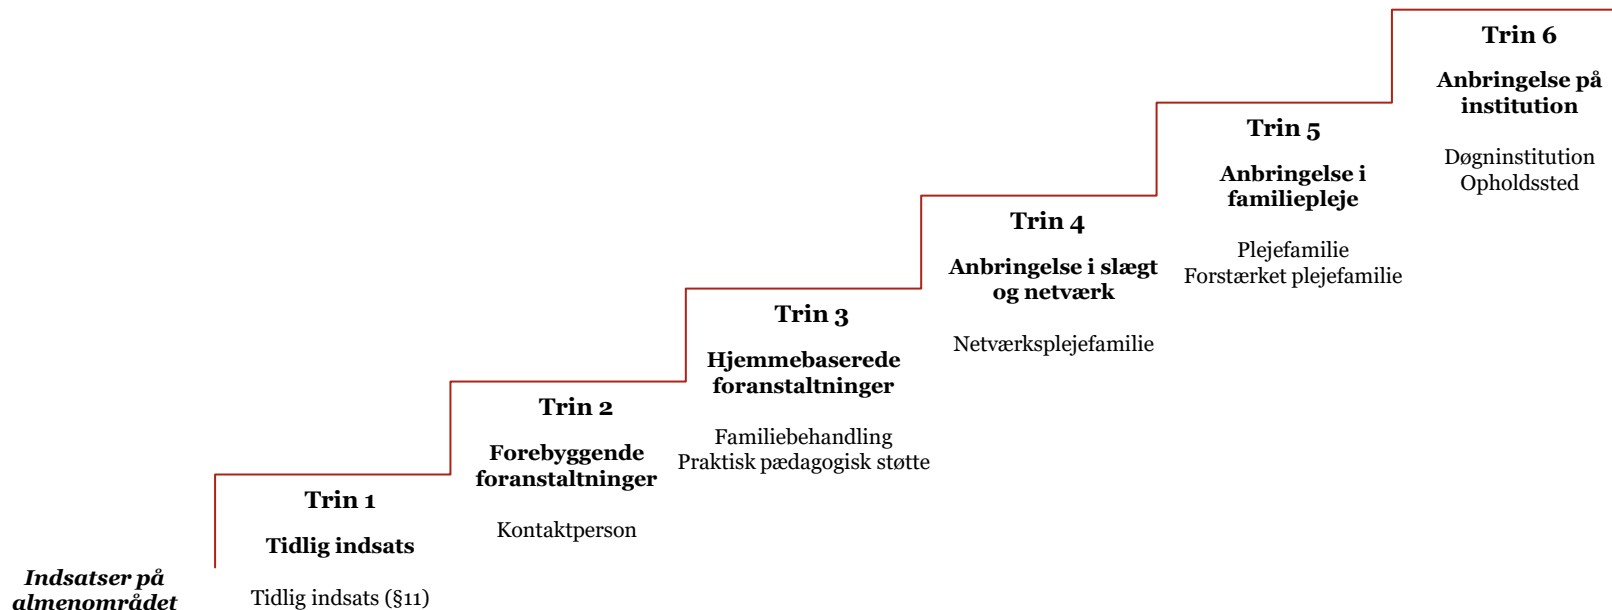 Indsatser på
almenområdet
Trin 1
Tidlig indsats
Tidlig indsats (§11)
Trin 2
Forebyggende
foranstaltninger
Kontaktperson
Trin 3
Hjemmebaserede
foranstaltninger
Familiebehandling
Praktisk pædagogisk støtte
Trin 4
Anbringelse i slægt
og netværk
Netværksplejefamilie
Trin 5
Anbringelse i
familiepleje
Plejefamilie
Forstærket plejefamilie
Trin 6
Anbringelse på
institution
Døgninstitution
Opholdssted